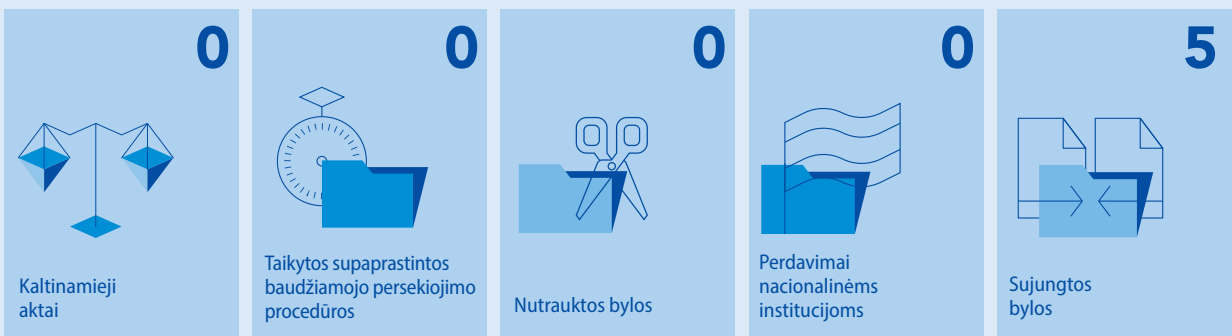 0
Kaltinamieji
aktai
0
Taikytos supaprastintos
baudžiamojo persekiojimo
procedūros
0
Nutrauktos bylos
0
Perdavimai
nacionalinėms
institucijoms
5
Sujungtos
bylos